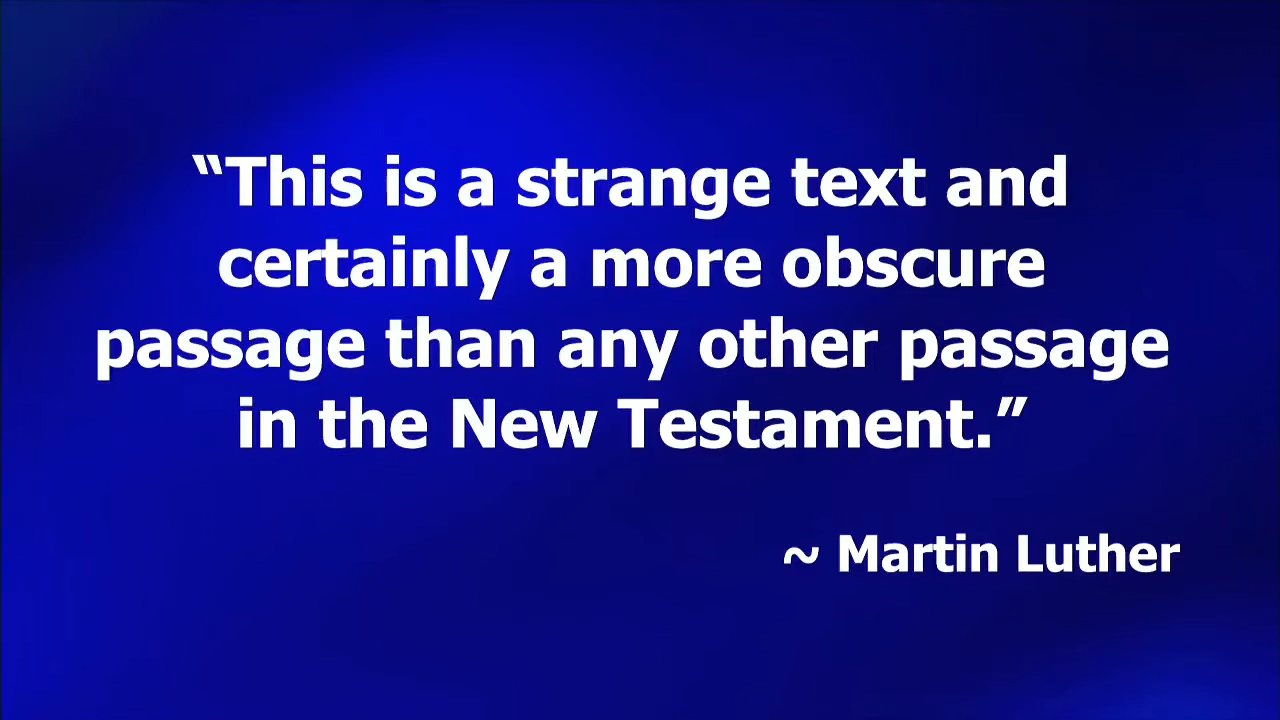 “This is a strange text and
certainly a more obscure
passage than any other passage
in the New Testament.”
~ Martin Luther